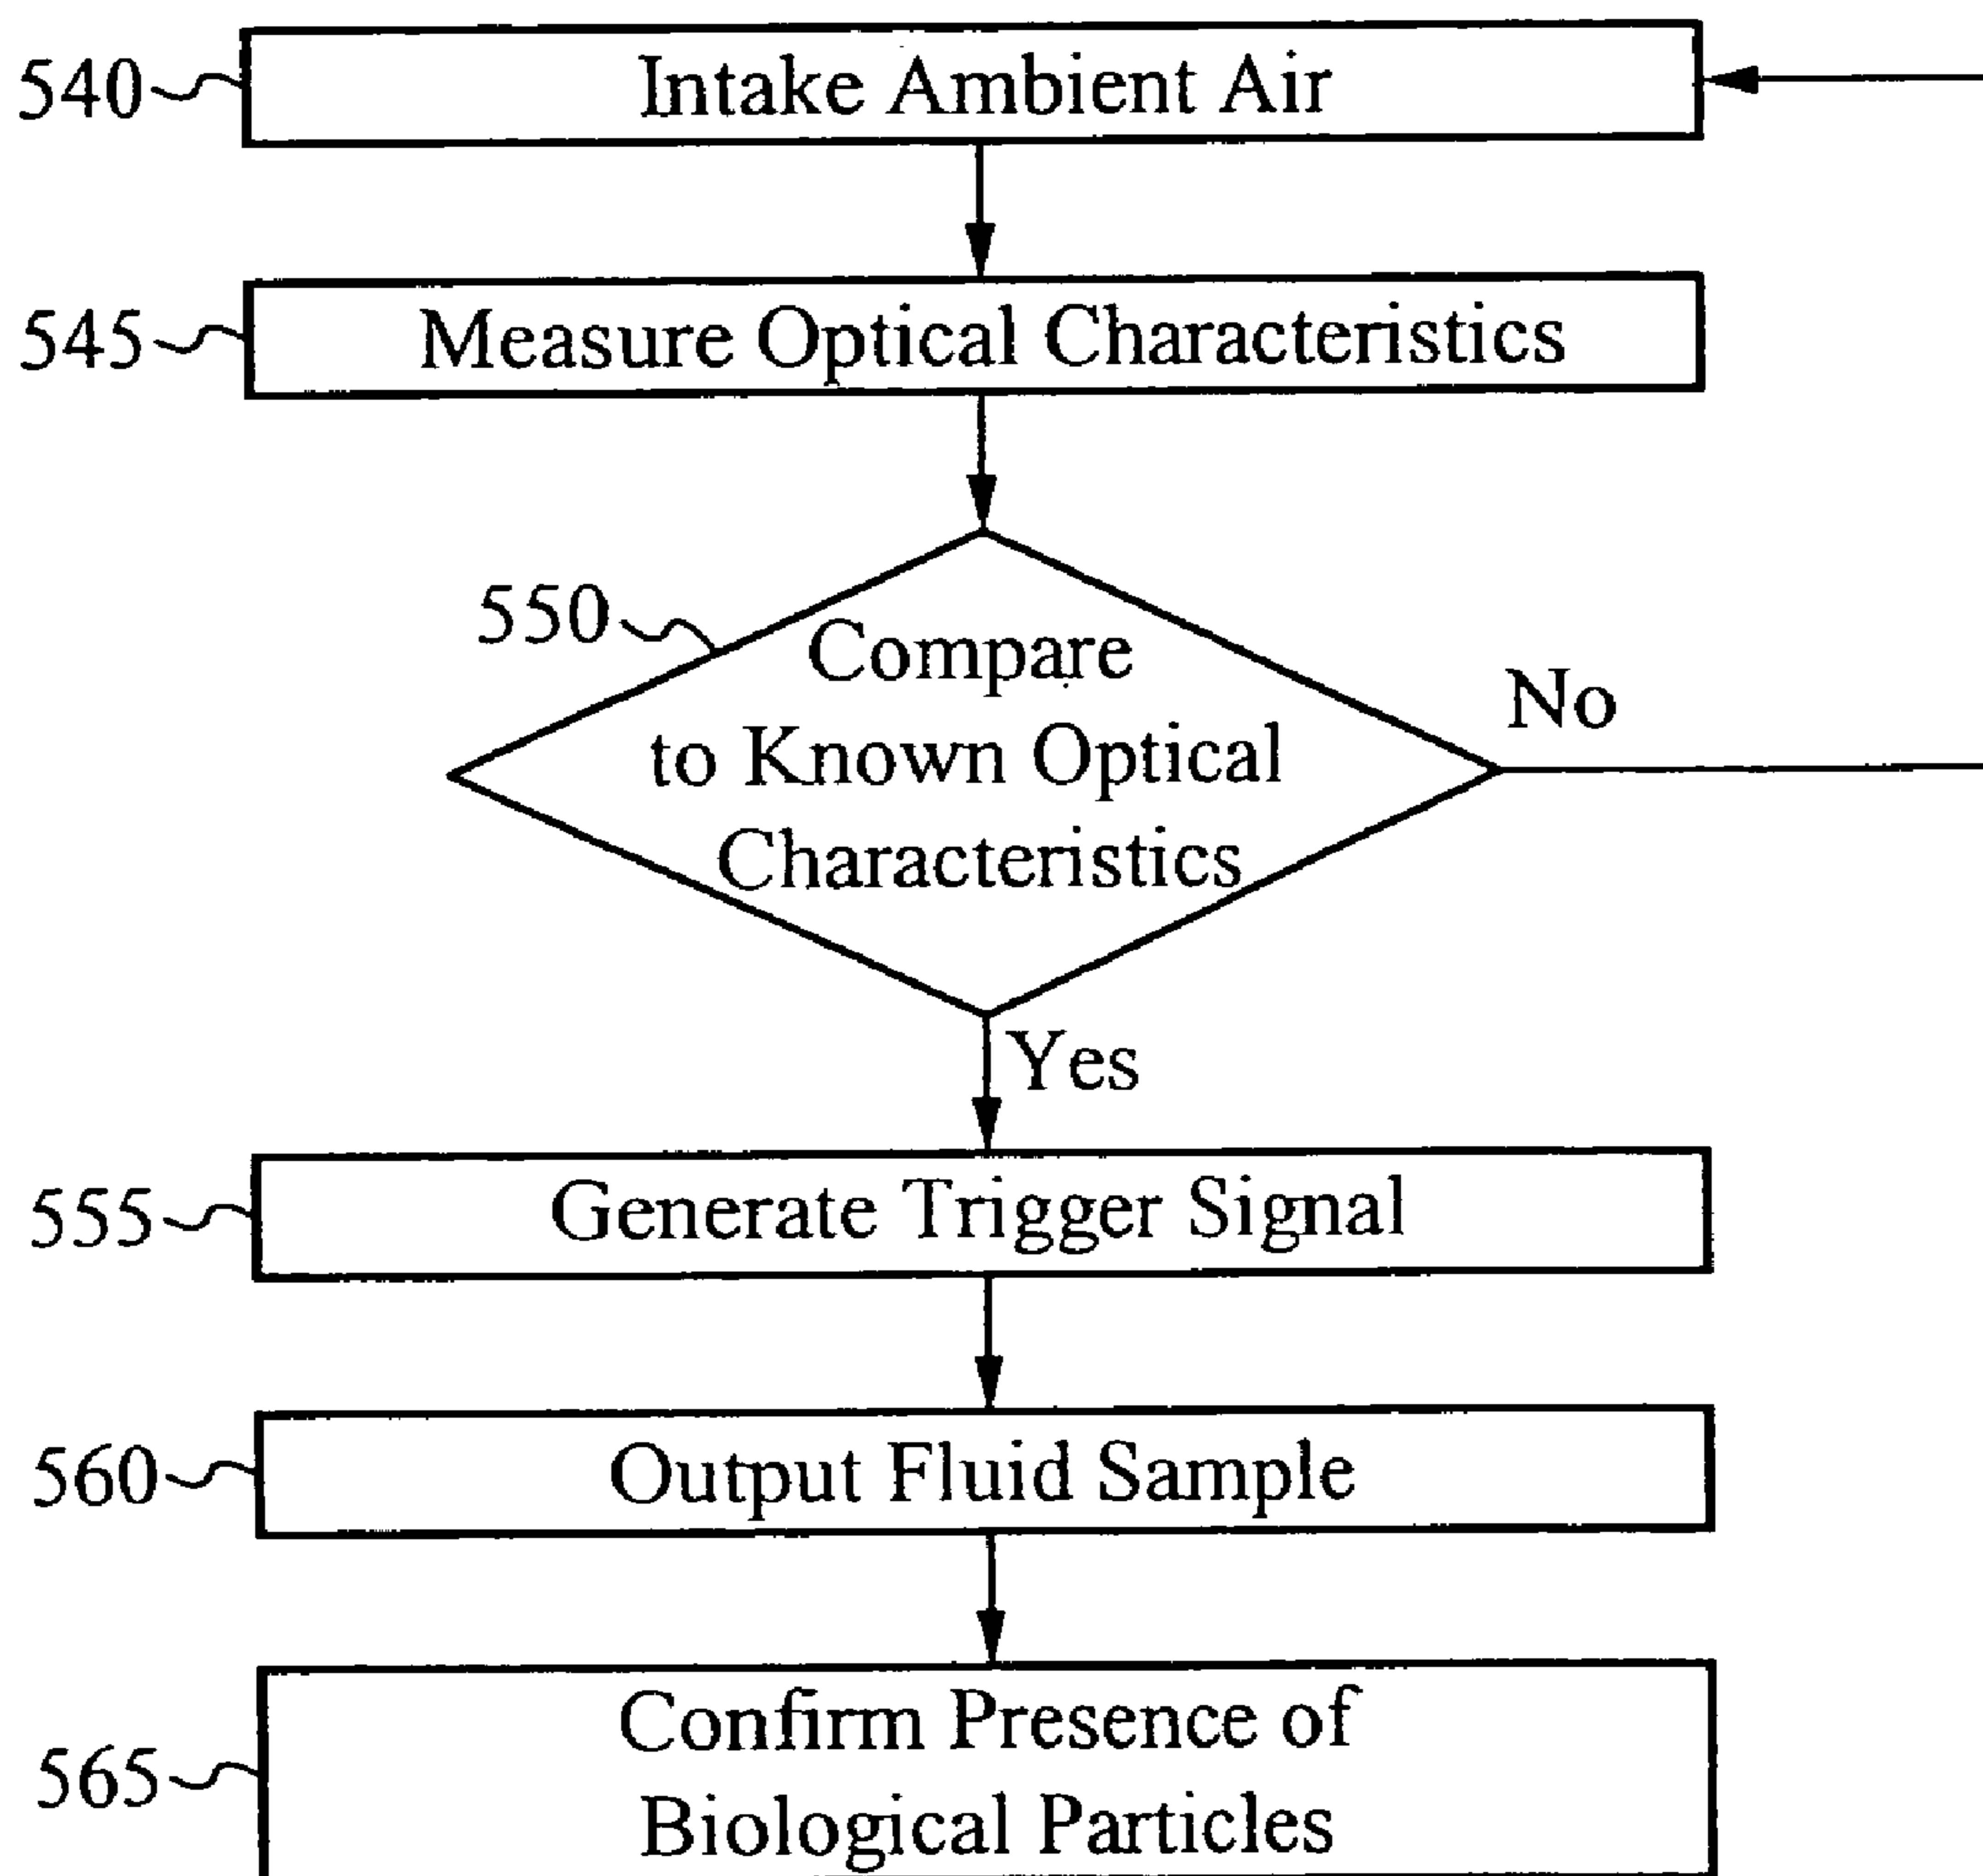 540 Intake Ambient Air
545 Measure Optical Characteristics
550 Compare
to Known Optical
Characteristics
No
Yes
555 Generate Trigger Signal
560 Output Fluid Sample
565 Confirm Presence of
Biological Particles